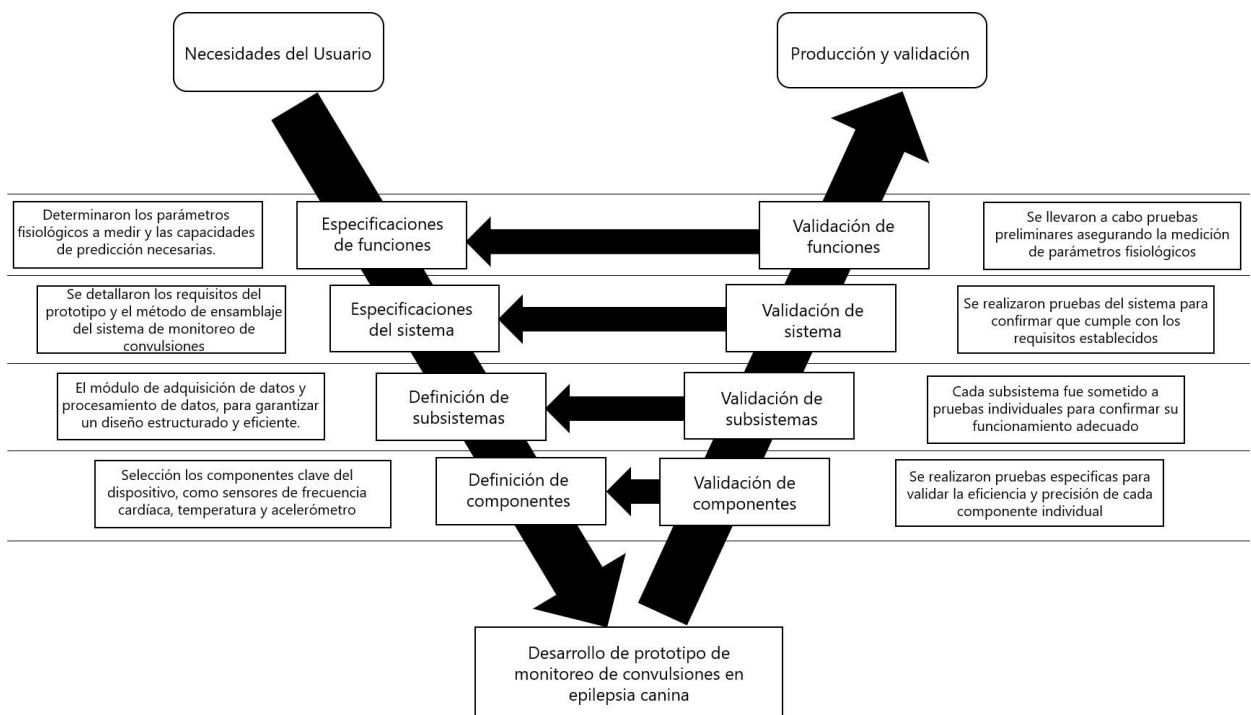 Necesidades del Usuario
Producción y validación
Determinaron los parámetros
fisiológicos a medir y las capacidades
de predicción necesarias.
Especificaciones
de funciones
Validación de
funciones
Se llevaron a cabo pruebas
preliminares asegurando la medición
de parámetros fisiológicos
Se detallaron los requisitos del
prototipo y el método de ensamblaje
del sistema de monitoreo de
convulsiones
Especificaciones
del sistema
Validación de
sistema
Se realizaron pruebas del sistema para
confirmar que cumple con los
requisitos establecidos
El módulo de adquisición de datos y
procesamiento de datos, para garantizar
un diseño estructurado y eficiente.
Definición de
subsistemas
Validación de
subsistemas
Cada subsistema fue sometido a
pruebas individuales para confirmar su
funcionamiento adecuado
Selección los componentes clave del
dispositivo, como sensores de frecuencia
cardíaca, temperatura y acelerómetro
Definición de
componentes
Validación de
componentes
Se realizaron pruebas especificas para
validar la eficiencia y precisión de cada
componente individual
Desarrollo de prototipo de
monitoreo de convulsiones en
epilepsia canina